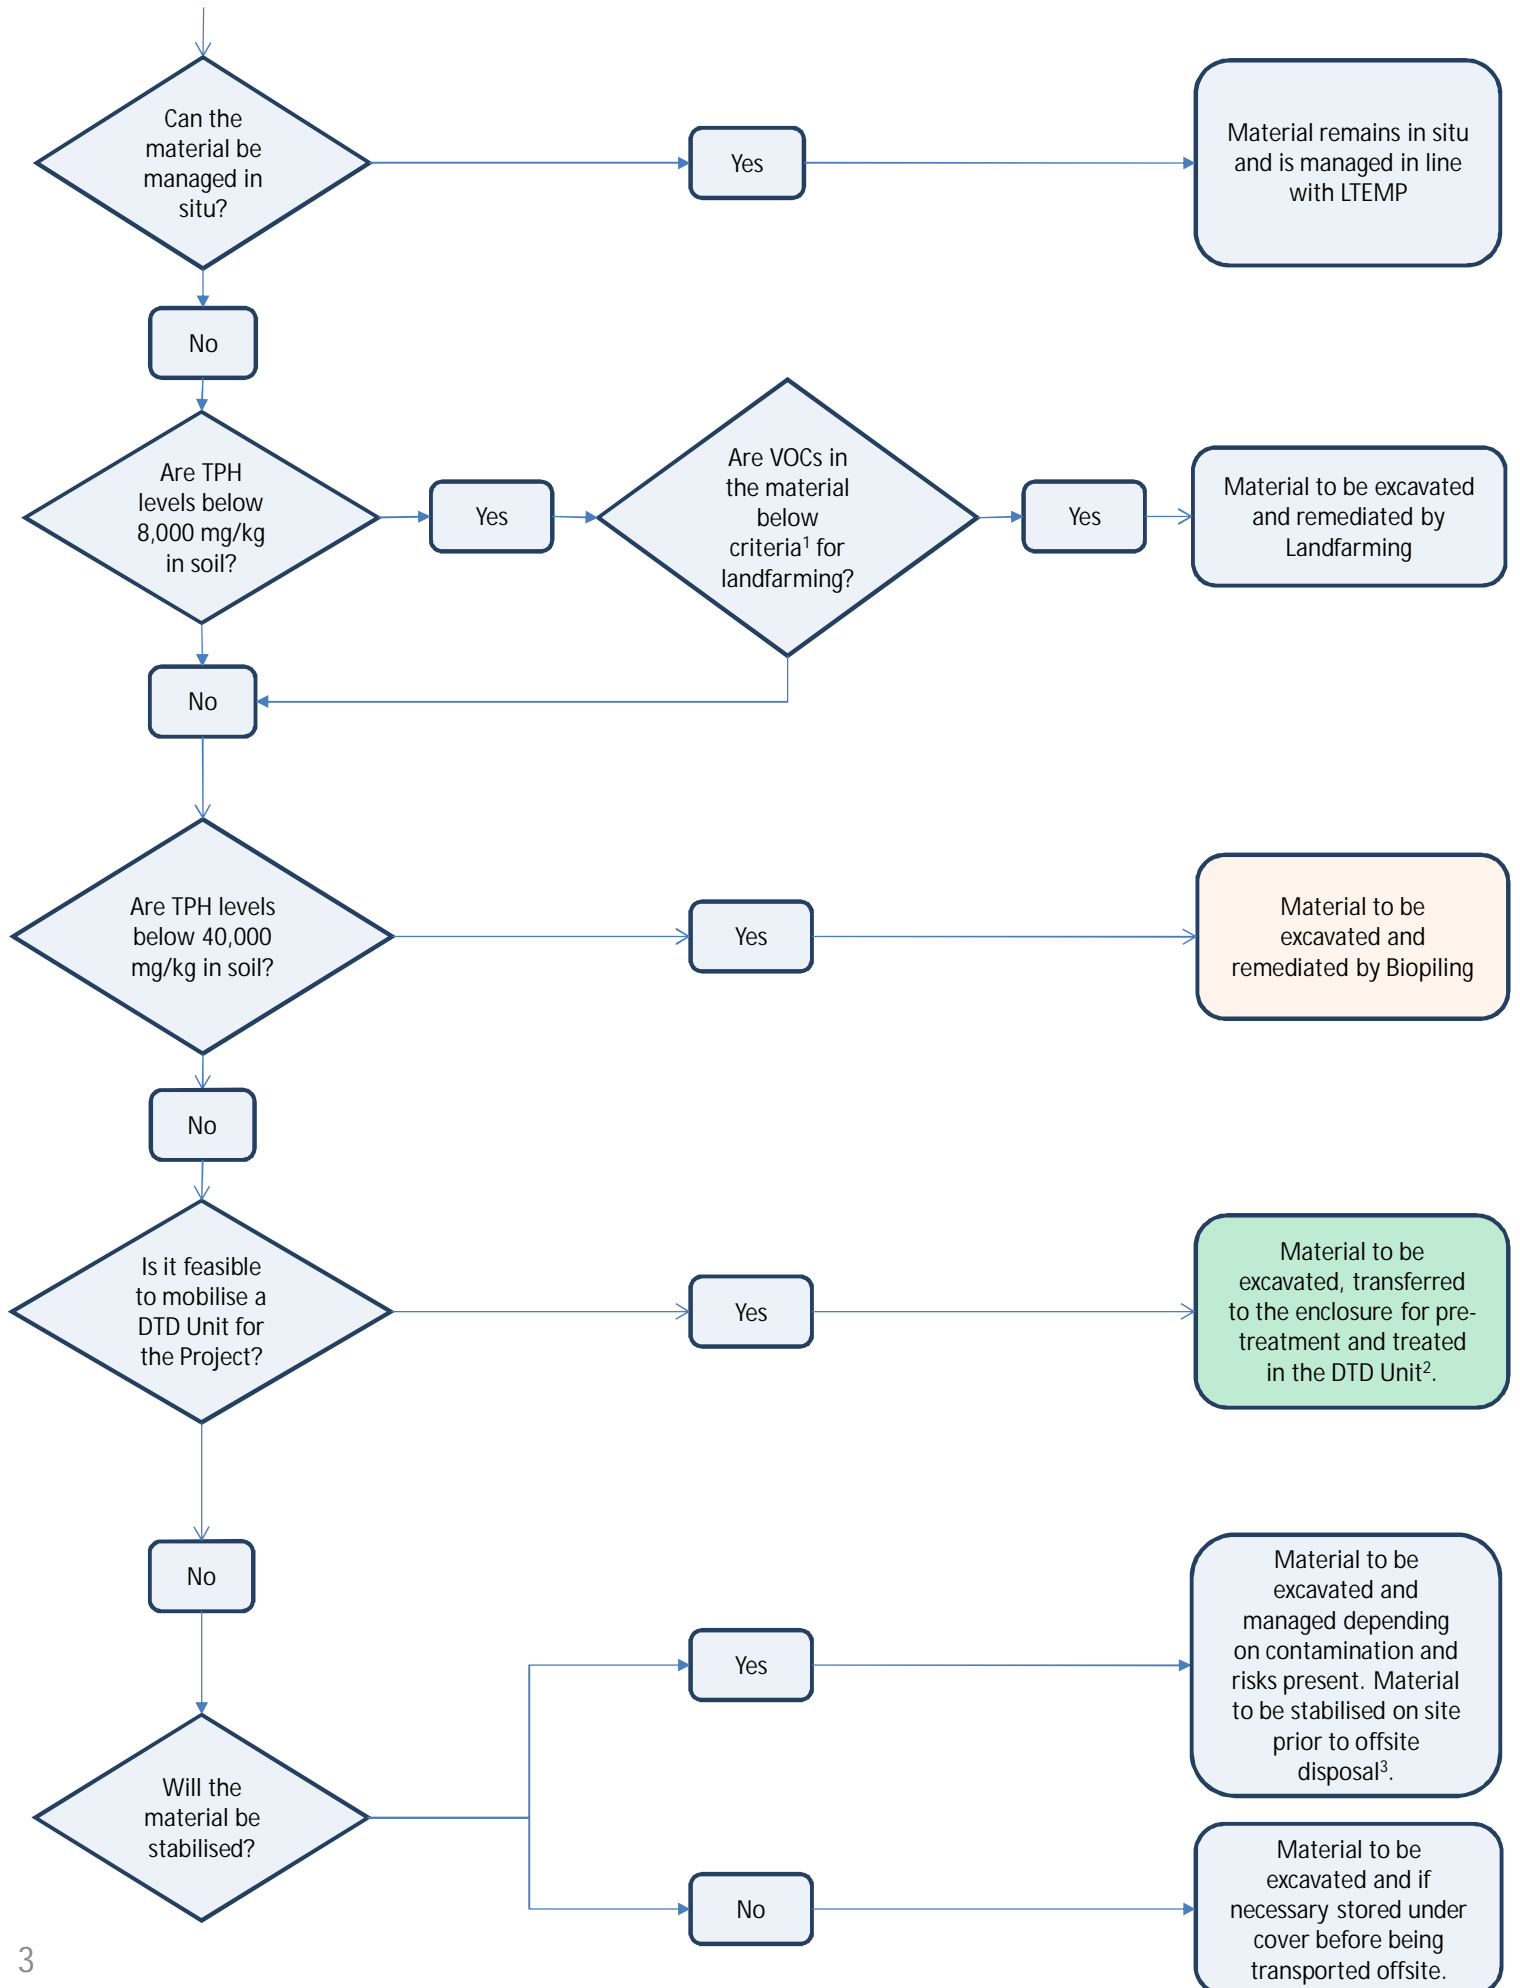 Can the
material be
managed in
situ?
Yes
Material remains in situ
and is managed in line
with LTEMP
No
Are TPH
levels below
8,000 mg/kg
in soil?
Yes
Are VOCs in
the material
below
criteria¹ for
landfarming?
Yes
Material to be excavated
and remediated by
Landfarming
No
Are TPH levels
below 40,000
mg/kg in soil?
Yes
Material to be
excavated and
remediated by Biopiling
No
Is it feasible
to mobilise a
DTD Unit for
the Project?
Yes
Material to be
excavated, transferred
to the enclosure for pre-
treatment and treated
in the DTD Unit².
No
Will the
material be
stabilised?
Yes
Material to be
excavated and
managed depending
on contamination and
risks present. Material
to be stabilised on site
prior to offsite
disposal³.
No
Material to be
excavated and if
necessary stored under
cover before being
transported offsite.
3